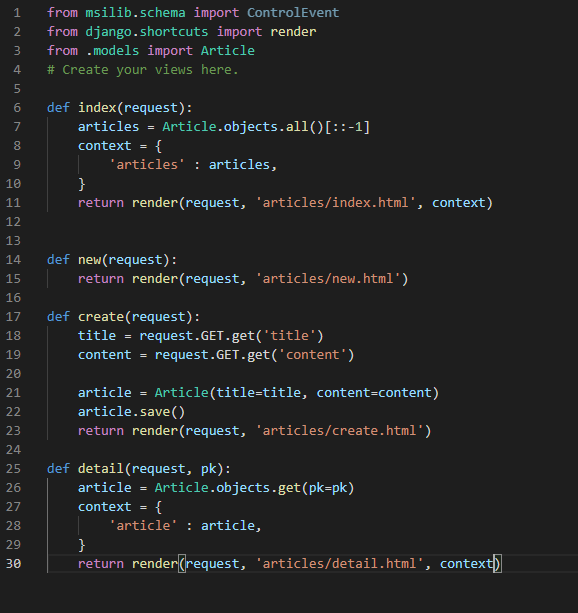 1 from msilib.schema import ControlEvent
2 from django.shortcuts import render
3 from .models import Article
4 # Create your views here.
5
6 def index(request):
7     articles = Article.objects.all()[::-1]
8     context = {
9         'articles' : articles,
10     }
11     return render(request, 'articles/index.html', context)
12
13
14 def new(request):
15     return render(request, 'articles/new.html')
16
17 def create(request):
18     title = request.GET.get('title')
19     content = request.GET.get('content')
20
21     article = Article(title=title, content=content)
22     article.save()
23     return render(request, 'articles/create.html')
24
25 def detail(request, pk):
26     article = Article.objects.get(pk=pk)
27     context = {
28         'article' : article,
29     }
30     return render(request, 'articles/detail.html', context)